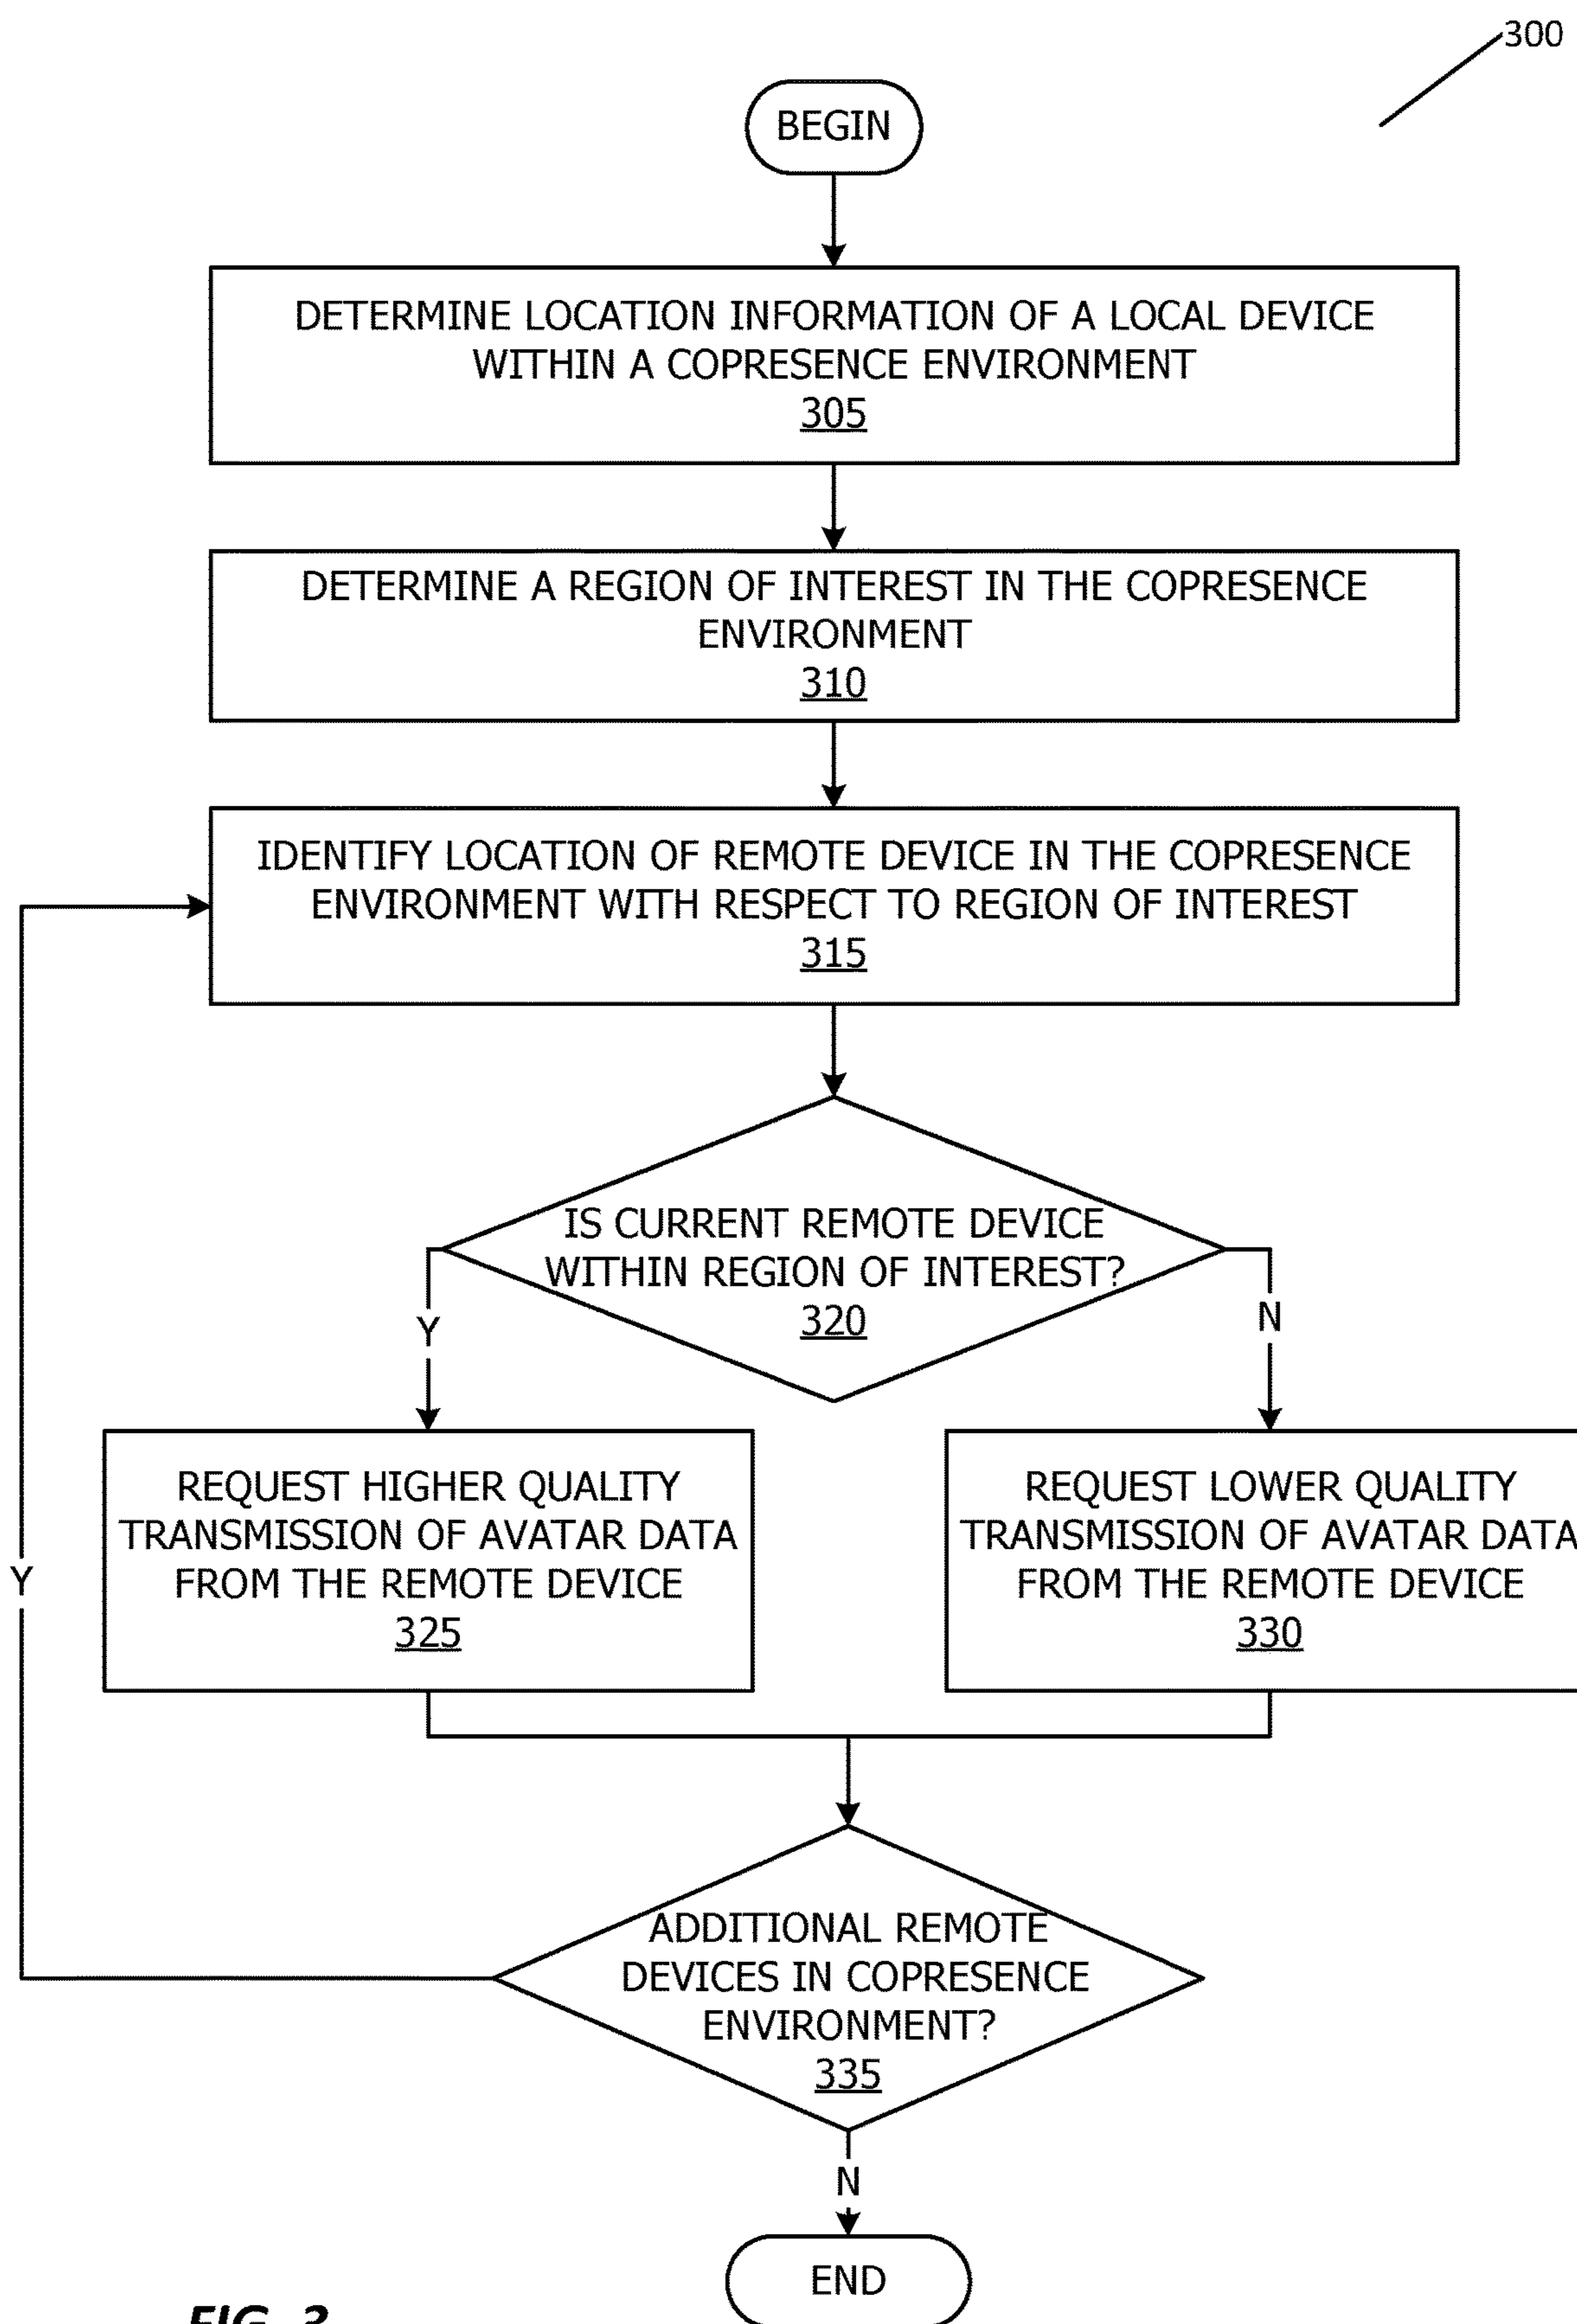 300
BEGIN
DETERMINE LOCATION INFORMATION OF A LOCAL DEVICE
WITHIN A COPRESENCE ENVIRONMENT
305
DETERMINE A REGION OF INTEREST IN THE COPRESENCE
ENVIRONMENT
310
IDENTIFY LOCATION OF REMOTE DEVICE IN THE COPRESENCE
ENVIRONMENT WITH RESPECT TO REGION OF INTEREST
315
IS CURRENT REMOTE DEVICE
WITHIN REGION OF INTEREST?
320
Y
N
REQUEST HIGHER QUALITY
TRANSMISSION OF AVATAR DATA
FROM THE REMOTE DEVICE
325
REQUEST LOWER QUALITY
TRANSMISSION OF AVATAR DATA
FROM THE REMOTE DEVICE
330
Y
ADDITIONAL REMOTE
DEVICES IN COPRESENCE
ENVIRONMENT?
335
N
END
FIG. 3